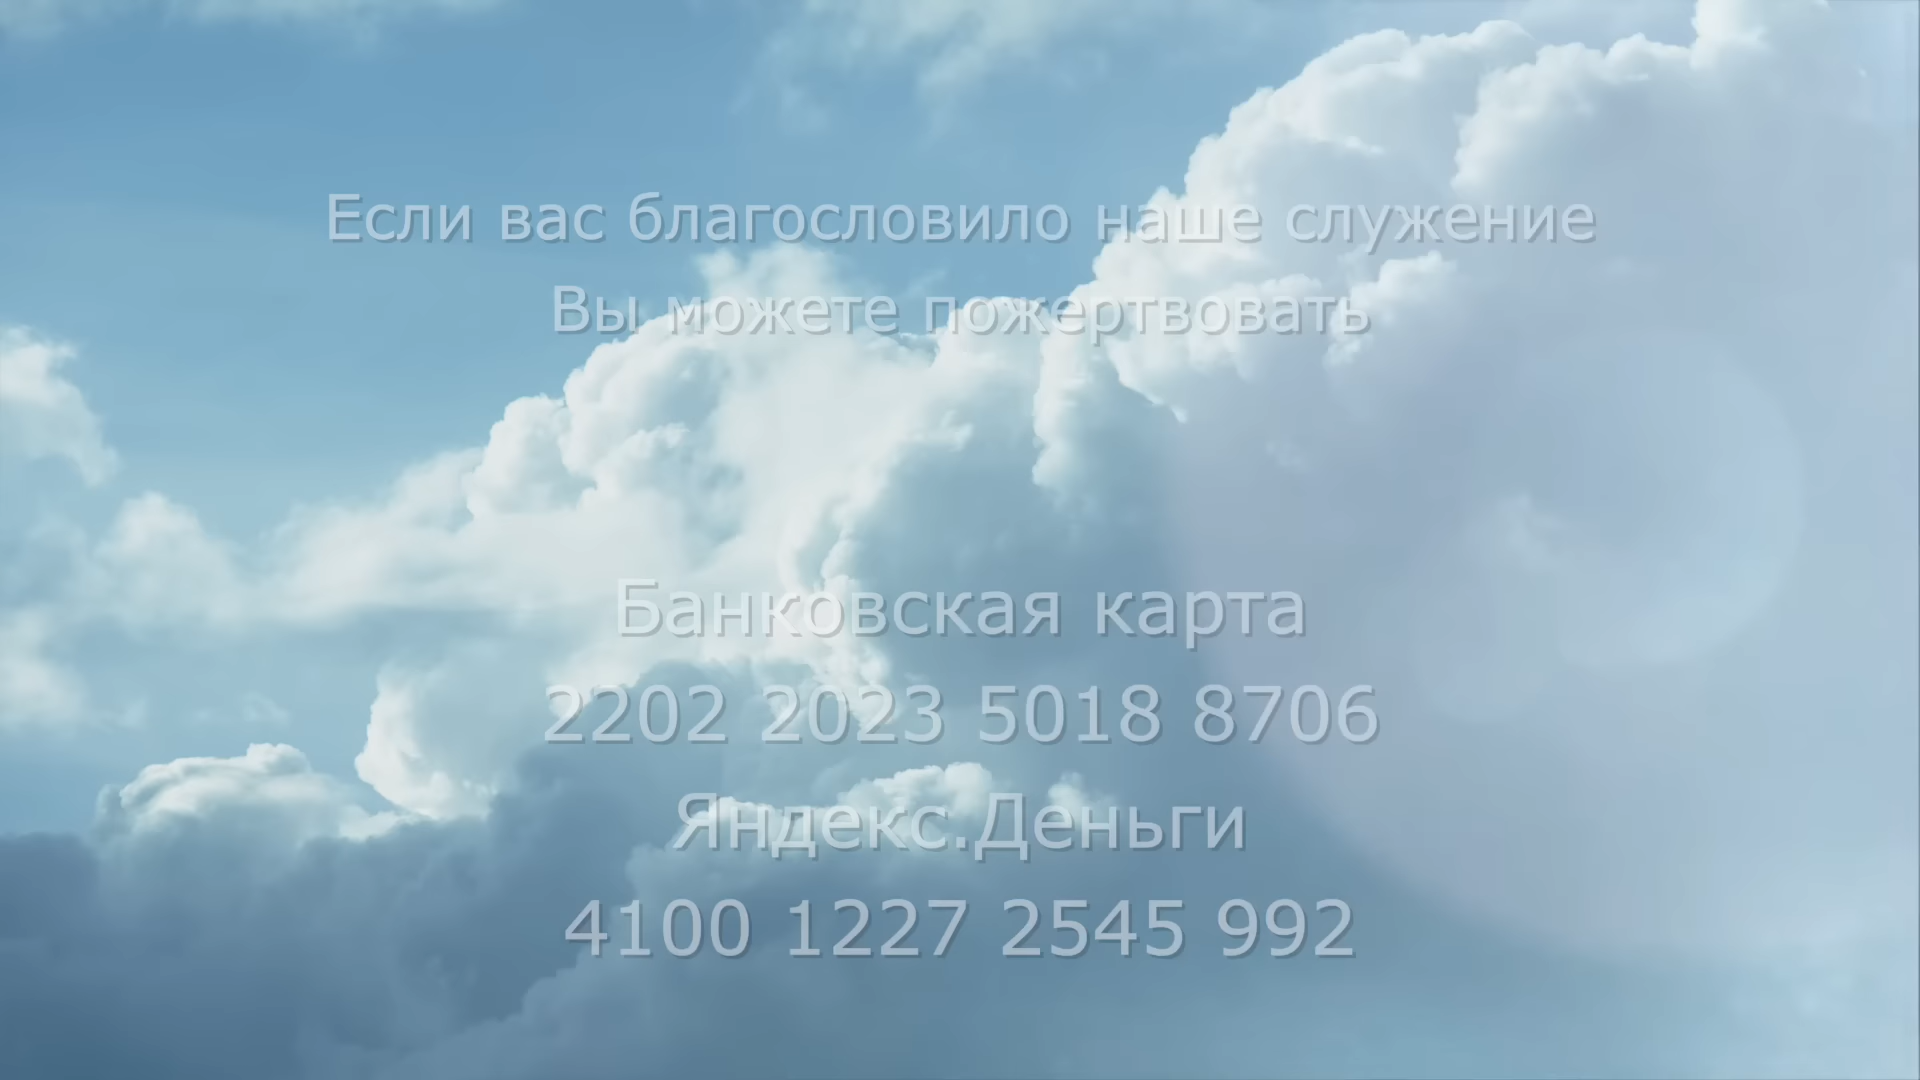 Если вас благословило наше служение
Вы можете пожертвовать
Банковская карта
2202 2023 5018 8706
Яндекс.Деньги
4100 1227 2545 992